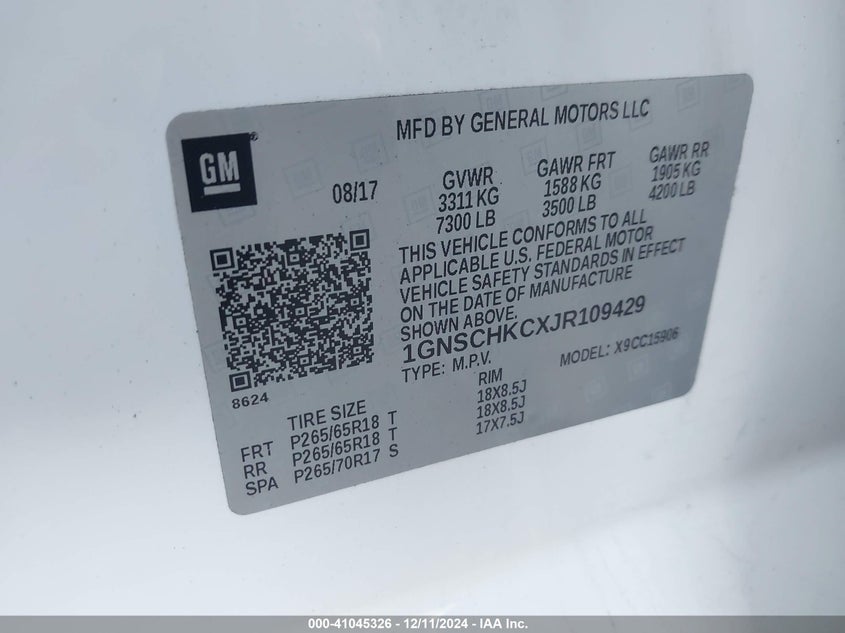 MFD BY GENERAL MOTORS LLC
GM
08/17
GVWR GAWR FRT GAWR RR
3311 KG 1588 KG 1905 KG
7300 LB 3500 LB 4200 LB
THIS VEHICLE CONFORMS TO ALL
APPLICABLE U.S. FEDERAL MOTOR
VEHICLE SAFETY STANDARDS IN EFFECT
ON THE DATE OF MANUFACTURE
SHOWN ABOVE.
1GNSCHKCXJR109429
TYPE: M.P.V. MODEL: X9CC15906
8624
TIRE SIZE RIM
FRT P265/65R18 T 18X8.5J
RR P265/65R18 T 18X8.5J
SPA P265/70R17 S 17X7.5J
000-41045326 - 12/11/2024 - IAA Inc.